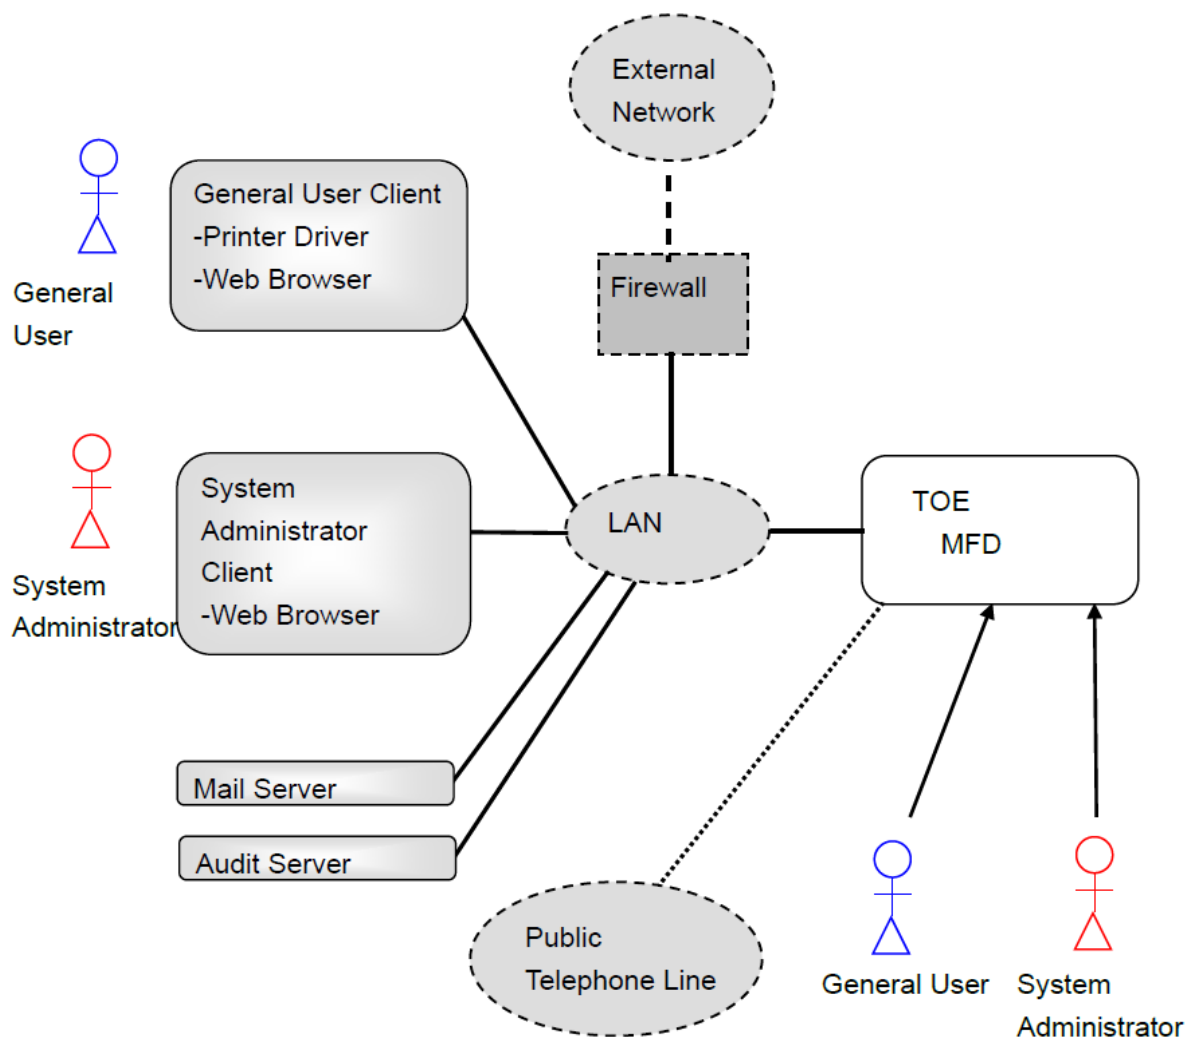 External
Network
General User Client
-Printer Driver
-Web Browser
General
User
Firewall
System
Administrator
Client
-Web Browser
System
Administrator
LAN
TOE
MFD
Mail Server
Audit Server
Public
Telephone Line
General User
System
Administrator